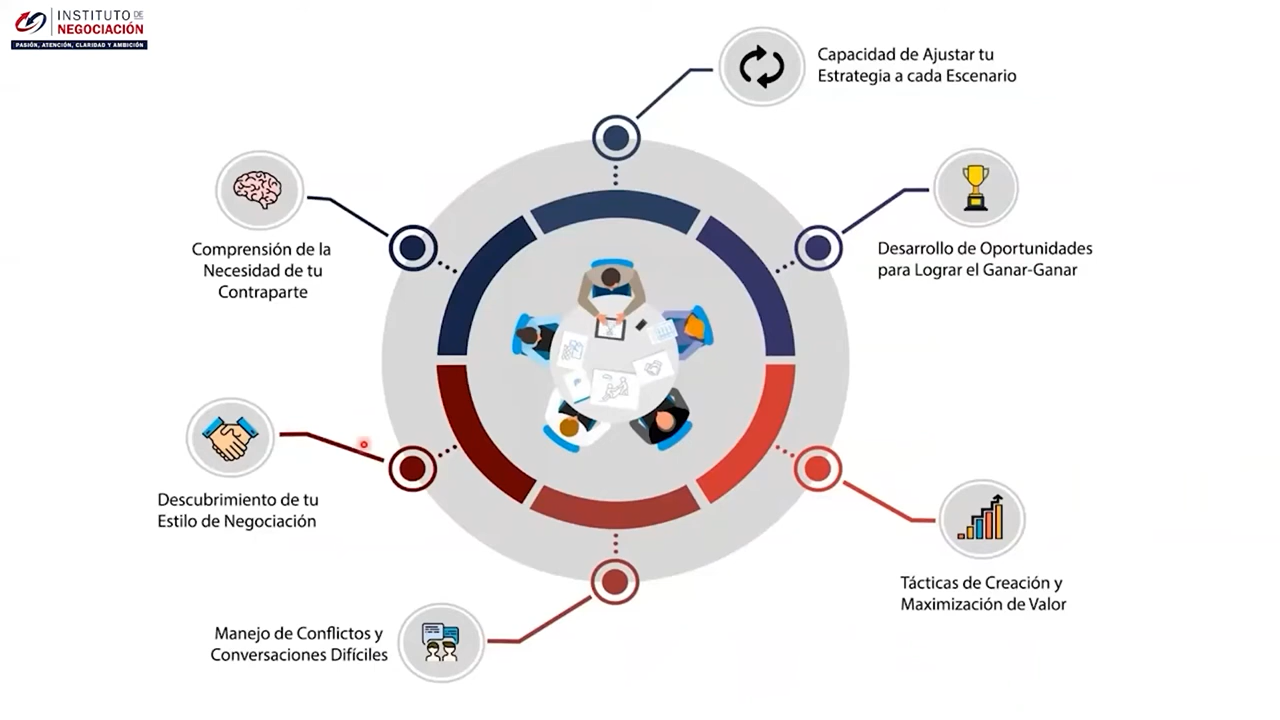 INSTITUTO DE
NEGOCIACIÓN
PASIÓN, ATENCIÓN, CLARIDAD Y AMBICIÓN
Capacidad de Ajustar tu
Estrategia a cada Escenario
Comprensión de la
Necesidad de tu
Contraparte
Desarrollo de Oportunidades
para Lograr el Ganar-Ganar
Descubrimiento de tu
Estilo de Negociación
Tácticas de Creación y
Maximización de Valor
Manejo de Conflictos y
Conversaciones Difíciles